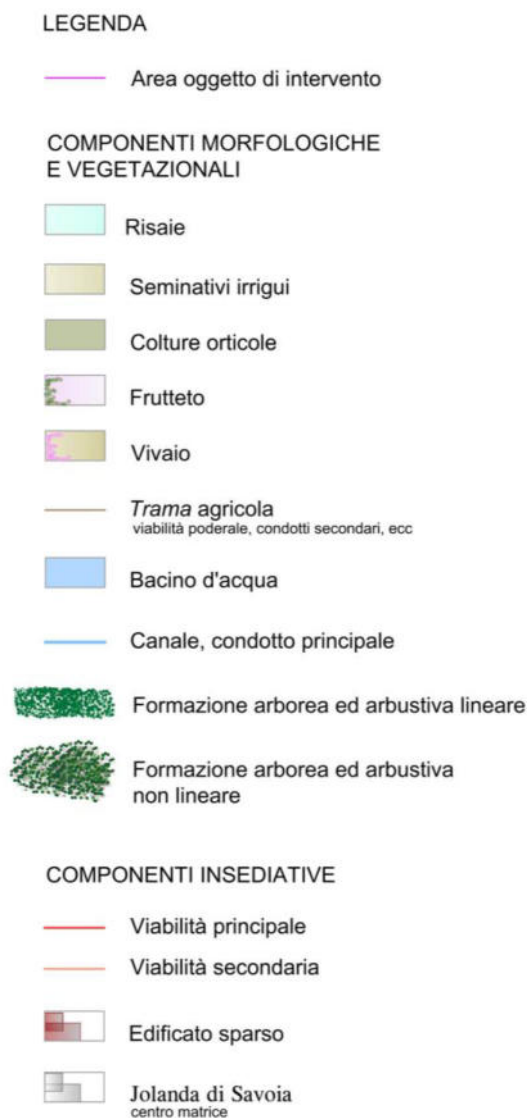 LEGENDA
Area oggetto di intervento
COMPONENTI MORFOLOGICHE
E VEGETAZIONALI
Risaie
Seminativi irrigui
Colture orticole
Frutteto
Vivaio
Trama agricola
viabilità poderale, condotti secondari, ecc
Bacino d'acqua
Canale, condotto principale
Formazione arborea ed arbustiva lineare
Formazione arborea ed arbustiva
non lineare
COMPONENTI INSEDIATIVE
Viabilità principale
Viabilità secondaria
Edificato sparso
Jolanda di Savoia
centro matrice